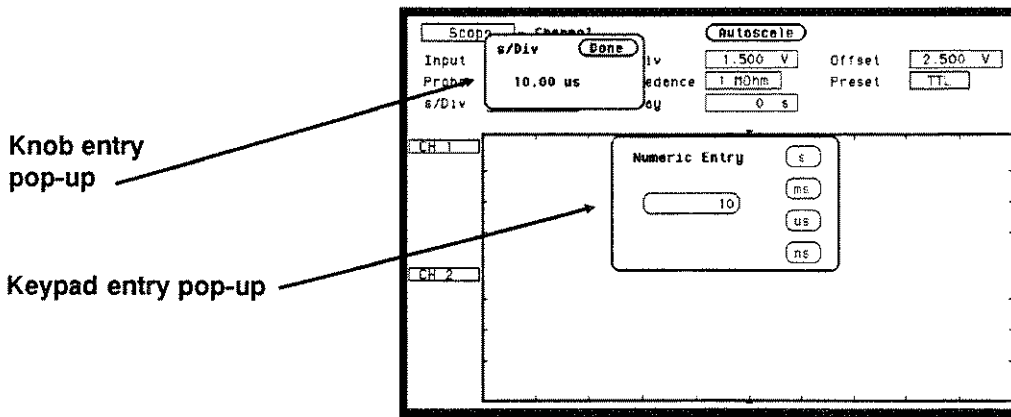 Scope Channel Autoscale
s/Div Done
Input iv 1.500 V Offset 2.500 V
10.00 us
Probe edance 1 MOhm Preset TTL
s/Div ay 0 s
Knob entry
pop-up
CH 1
Numeric Entry s
ms
10
us
ns
CH 2
Keypad entry pop-up